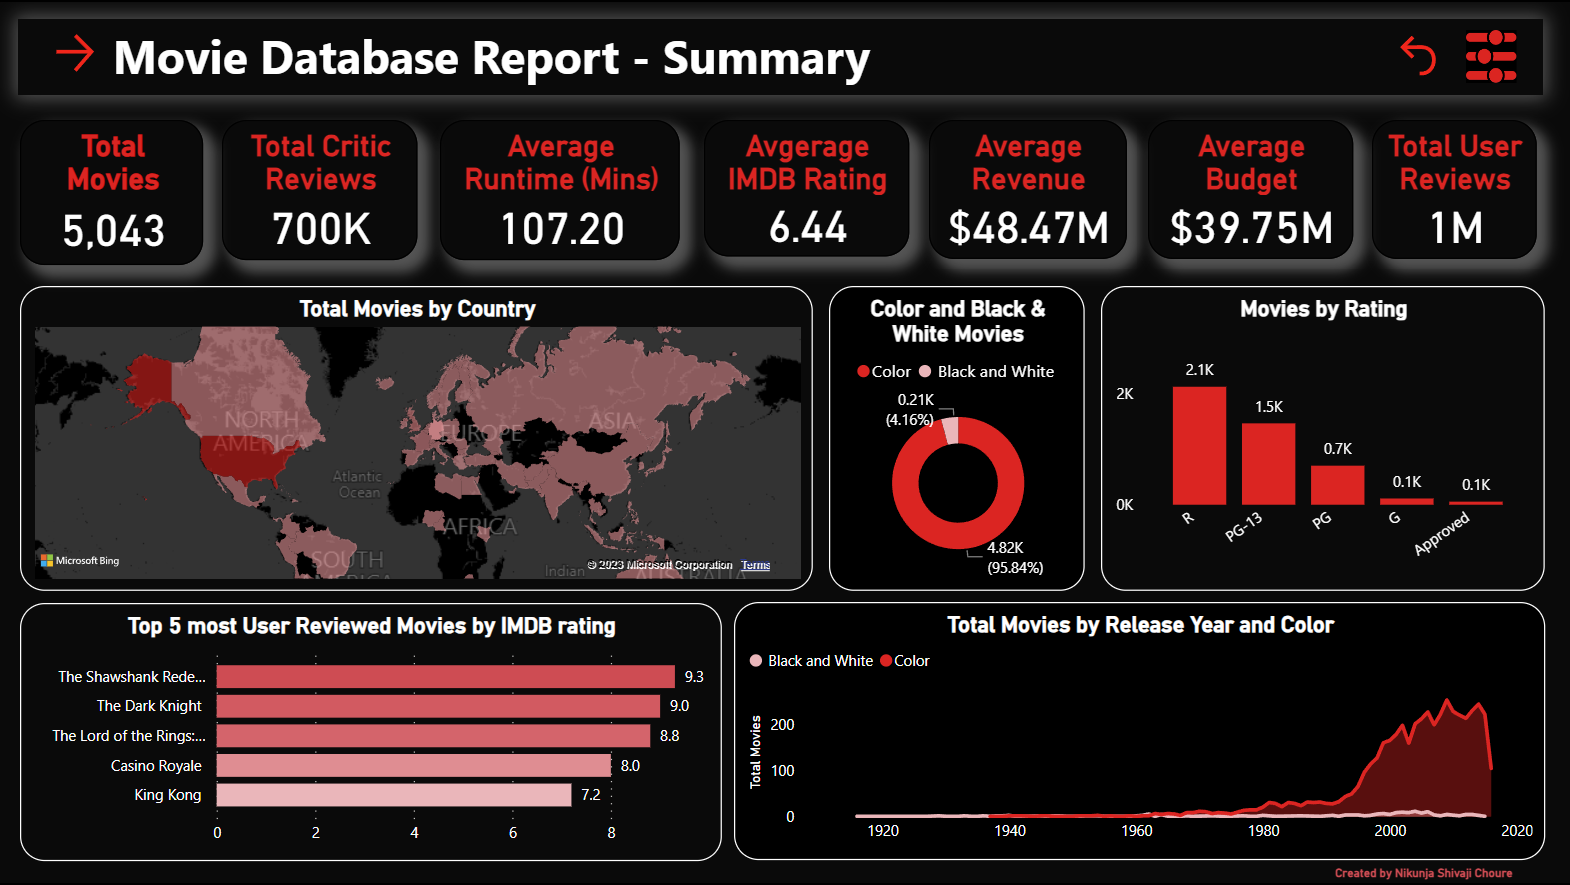 Movie Database Report - Summary
Total
Movies
5,043
Total Critic
Reviews
700K
Average
Runtime (Mins)
107.20
Avgerage
IMDB Rating
6.44
Average
Revenue
$48.47M
Average
Budget
$39.75M
Total User
Reviews
1M
Total Movies by Country
NORTH
AMERICA
Atlantic
Ocean
EUROPE
ASIA
AFRICA
SOUTH
AMERICA
Indian
AUSTRALIA
Microsoft Bing
© 2023 Microsoft Corporation Terms
Color and Black &
White Movies
Color Black and White
0.21K
(4.16%)
4.82K
(95.84%)
Movies by Rating
2K
0K
2.1K
1.5K
0.7K
0.1K
0.1K
R
PG-13
PG
G
Approved
Top 5 most User Reviewed Movies by IMDB rating
The Shawshank Rede... 9.3
The Dark Knight 9.0
The Lord of the Rings:... 8.8
Casino Royale 8.0
King Kong 7.2
0 2 4 6 8
Total Movies by Release Year and Color
Black and White Color
Total Movies
200
100
0
1920 1940 1960 1980 2000 2020
Created by Nikunja Shivaji Choure